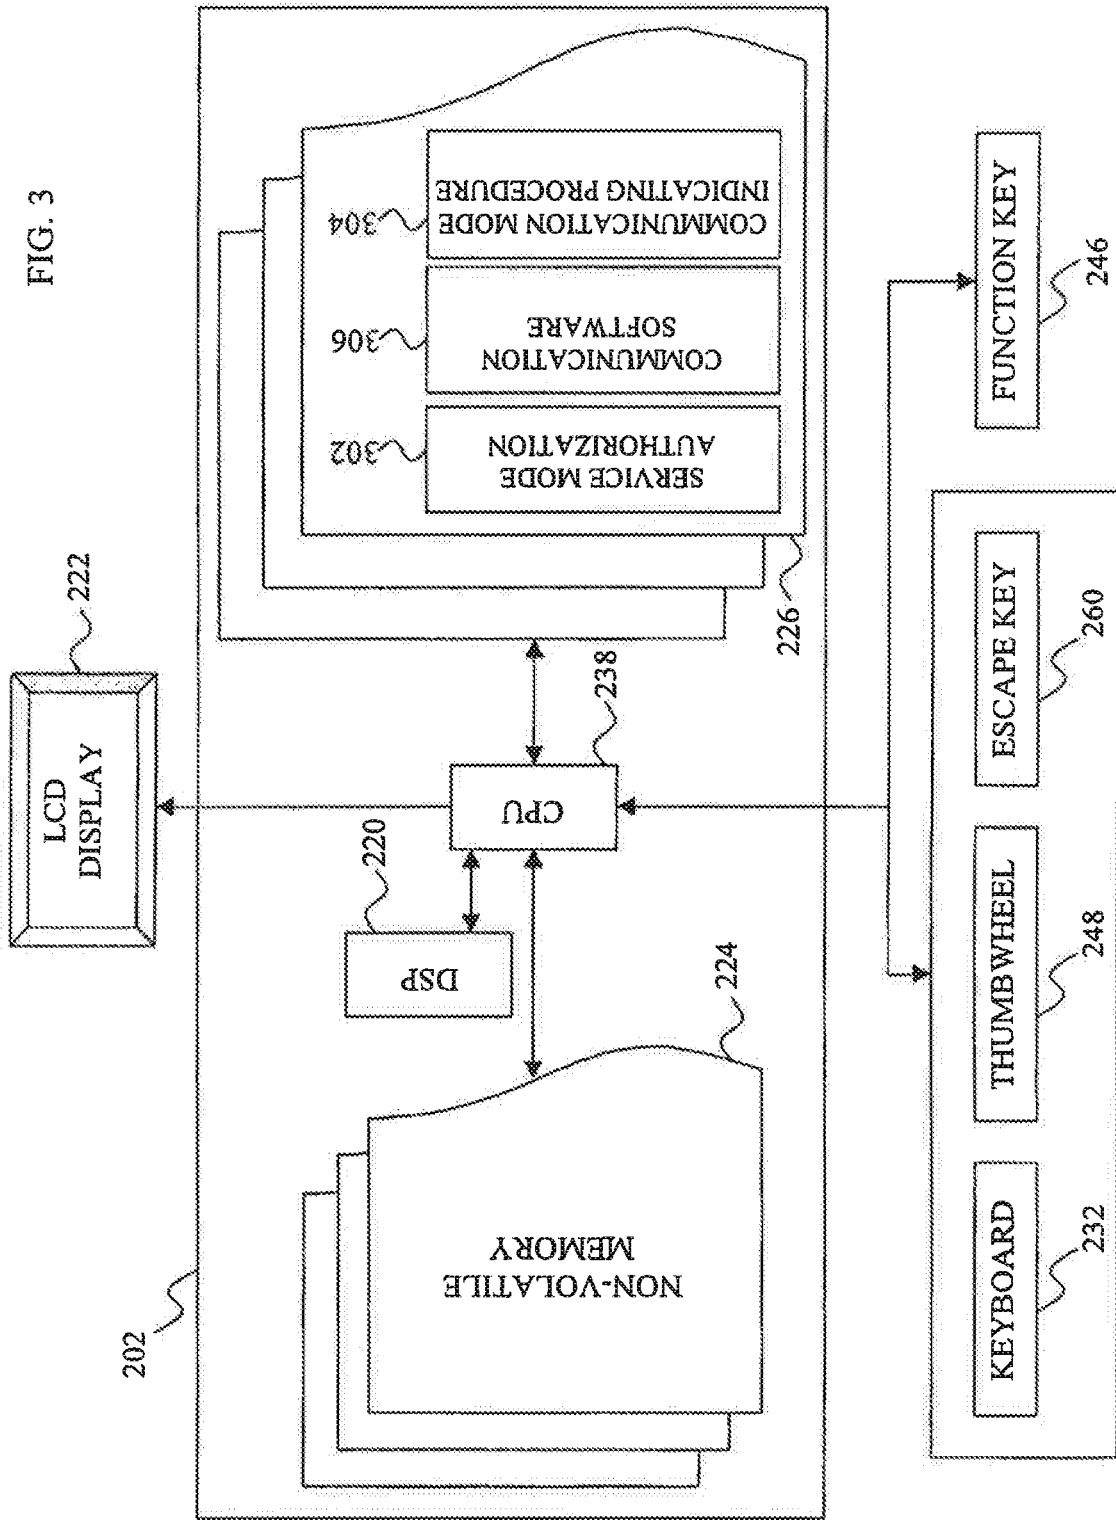 FIG. 3
202
LCD
DISPLAY
222
NON-VOLATILE
MEMORY
224
DSP
220
CPU
238
226
SERVICE MODE
AUTHORIZATION
302
COMMUNICATION
SOFTWARE
306
COMMUNICATION MODE
INDICATING PROCEDURE
304
KEYBOARD
232
THUMBWHEEL
248
ESCAPE KEY
260
FUNCTION KEY
246